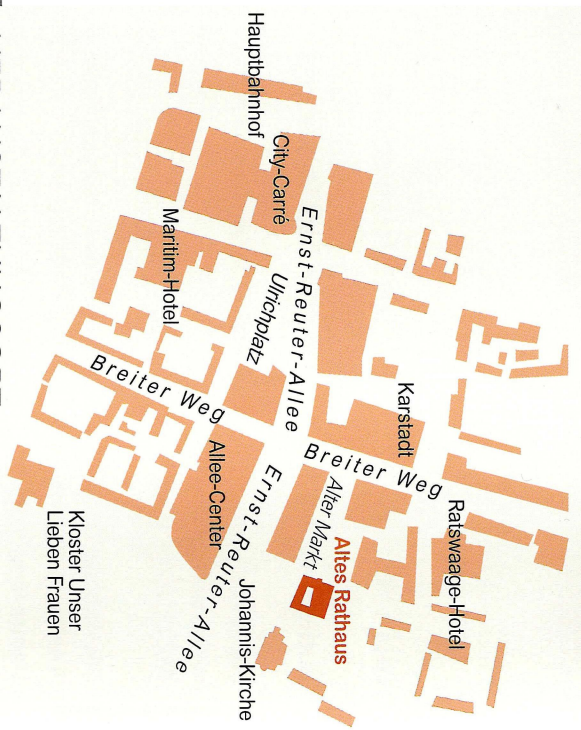 Hauptbahnhof
City-Carré
Maritim-Hotel
Ernst-Reuter-Allee
Ulrichplatz
Breiter Weg
Karstadt
Breiter Weg
Allee-Center
Ernst-Reuter-Allee
Alter Markt
Altes Rathaus
Ratswaage-Hotel
Johannis-Kirche
Kloster Unser
Lieben Frauen